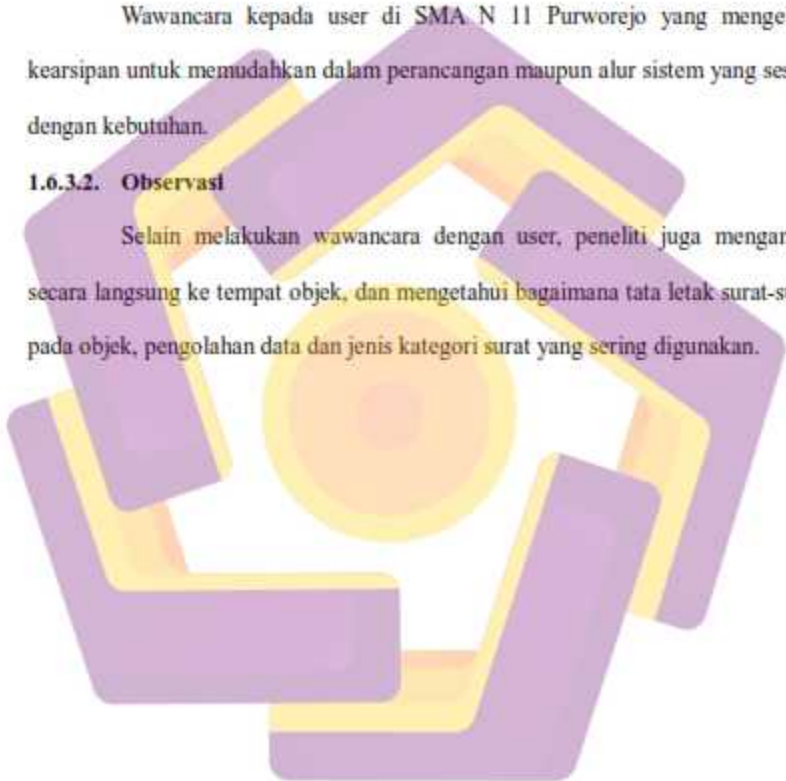 Wawancara kepada user di SMA N 11 Purworejo yang menge
kearsipan untuk memudahkan dalam perancangan maupun alur sistem yang ses
dengan kebutuhan.
1.6.3.2. Observasi
Selain melakukan wawancara dengan user, peneliti juga mengan
secara langsung ke tempat objek, dan mengetahui bagaimana tata letak surat-su
pada objek, pengolahan data dan jenis kategori surat yang sering digunakan.